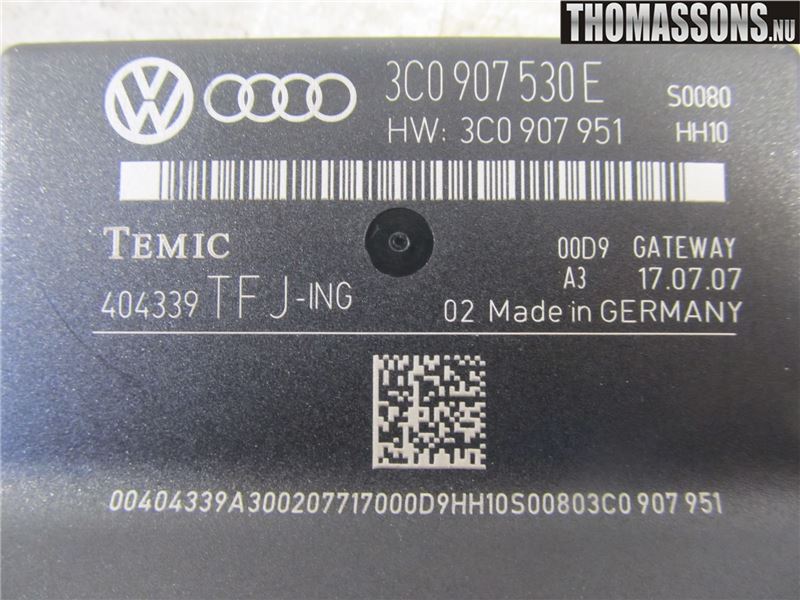 THOMASSONS.NU
VW 3C0 907 530 E S0080
HW: 3C0 907 951 HH10
TEMIC 00D9 GATEWAY
A3 17.07.07
404339 TFJ-ING 02 Made in GERMANY
00404339A300207717000D9HH10S00803C0 907 951